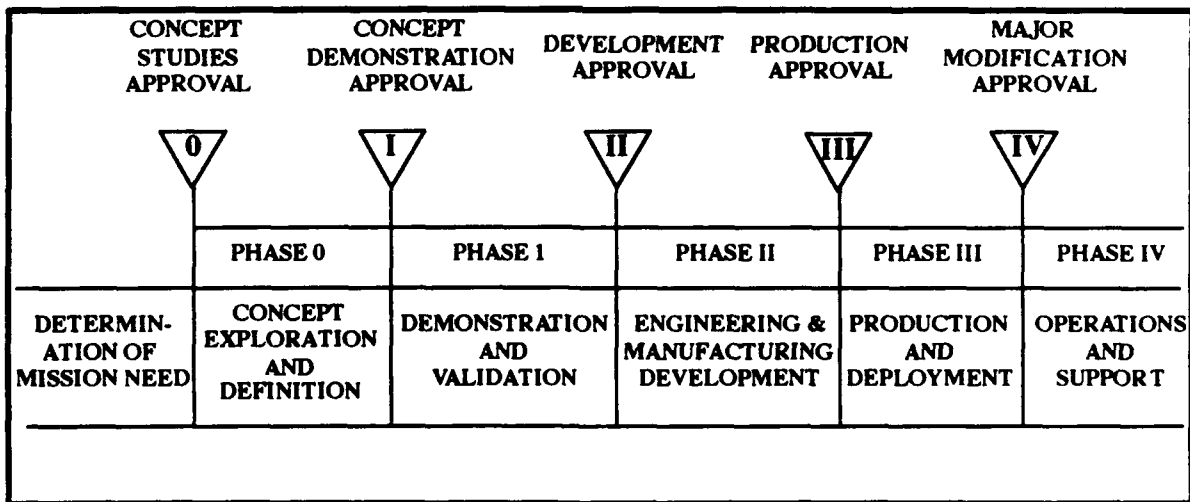 CONCEPT
STUDIES
APPROVAL
CONCEPT
DEMONSTRATION
APPROVAL
DEVELOPMENT
APPROVAL
PRODUCTION
APPROVAL
MAJOR
MODIFICATION
APPROVAL
0
I
II
III
IV
PHASE 0
PHASE 1
PHASE II
PHASE III
PHASE IV
DETERMIN-
ATION OF
MISSION NEED
CONCEPT
EXPLORATION
AND
DEFINITION
DEMONSTRATION
AND
VALIDATION
ENGINEERING &
MANUFACTURING
DEVELOPMENT
PRODUCTION
AND
DEPLOYMENT
OPERATIONS
AND
SUPPORT